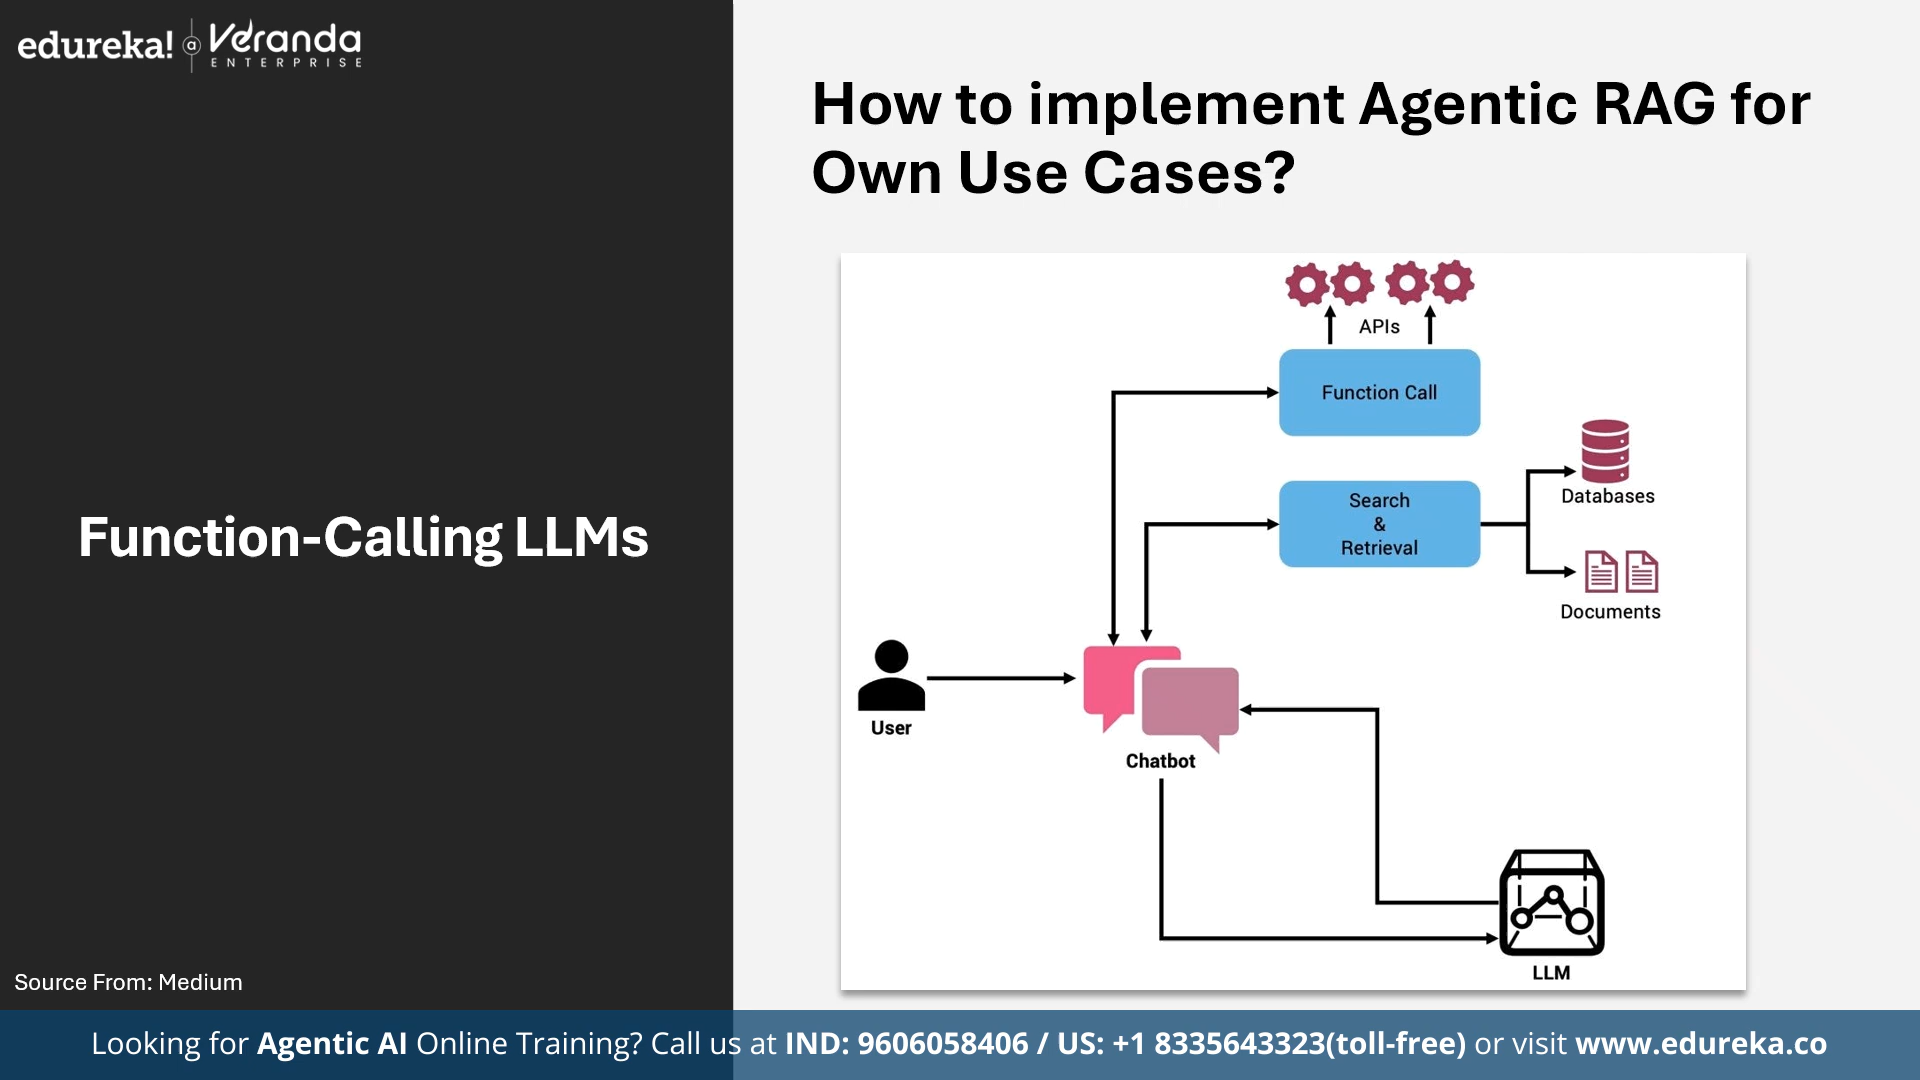 edureka! a Veranda
ENTERPRISE
How to implement Agentic RAG for
Own Use Cases?
Function-Calling LLMs
APIs
Function Call
Search
&
Retrieval
Databases
Documents
User
Chatbot
LLM
Source From: Medium
Looking for Agentic AI Online Training? Call us at IND: 9606058406 / US: +1 8335643323(toll-free) or visit www.edureka.co